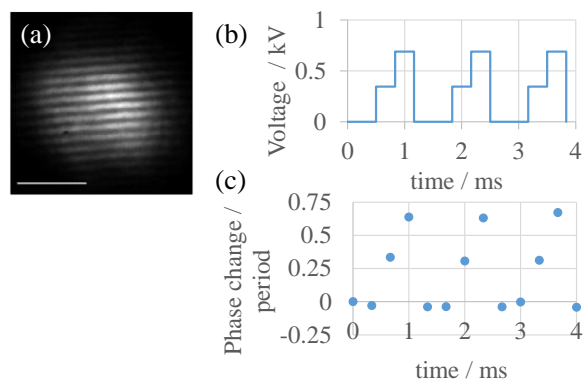 (a)
(b)
Voltage / kV
1
0.5
0
0 1 2 3 4
time / ms
(c)
Phase change /
period
0.75
0.5
0.25
0
-0.25
0 1 2 3 4
time / ms